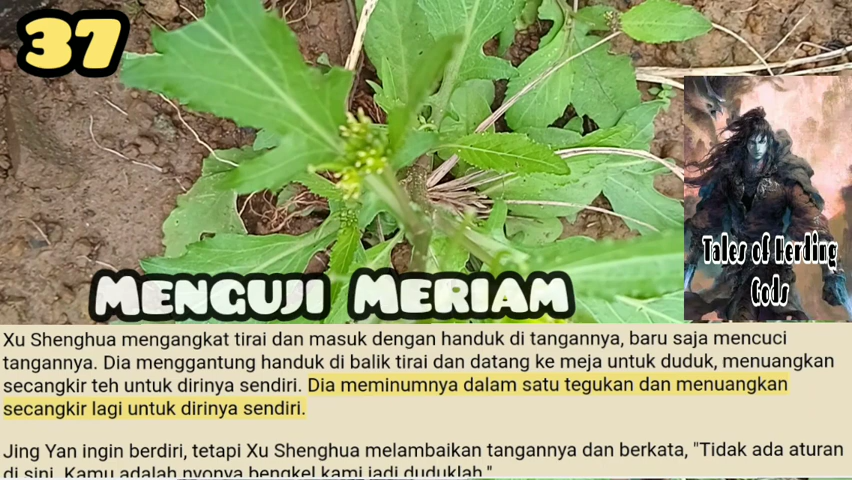 37
Tales of Herding
Gods
MENGUJI MERIAM
Xu Shenghua mengangkat tirai dan masuk dengan handuk di tangannya, baru saja mencuci
tangannya. Dia menggantung handuk di balik tirai dan datang ke meja untuk duduk, menuangkan
secangkir teh untuk dirinya sendiri. Dia meminumnya dalam satu tegukan dan menuangkan
secangkir lagi untuk dirinya sendiri.
Jing Yan ingin berdiri, tetapi Xu Shenghua melambaikan tangannya dan berkata, "Tidak ada aturan
di sini. Kamu adalah nyonya bengkel kami jadi duduklah."